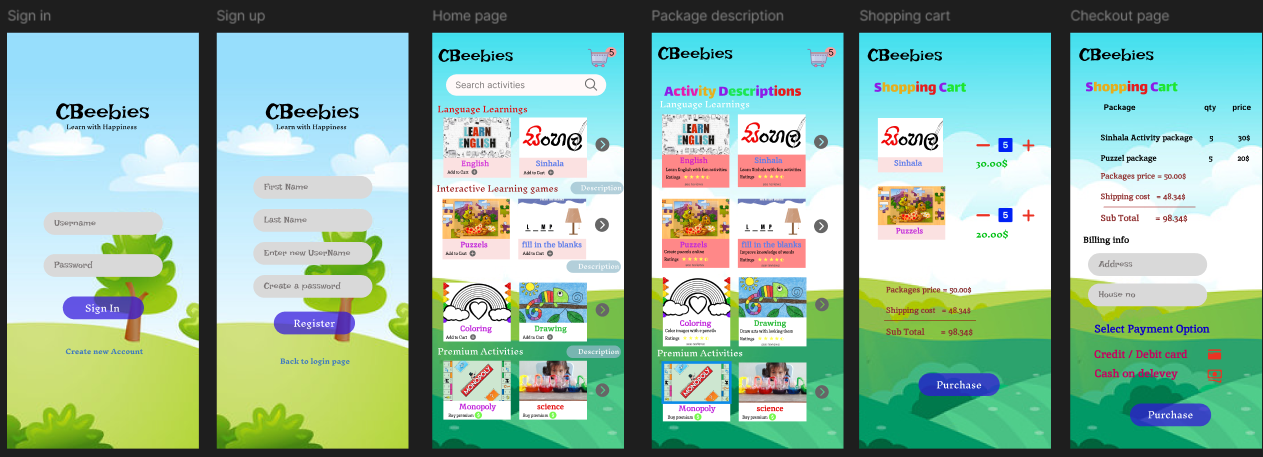 Sign in
CBeebies
Learn with Happiness
Username
Password
Sign In
Create new Account
Sign up
CBeebies
Learn with Happiness
First Name
Last Name
Enter new UserName
Create a password
Register
Back to login page
Home page
CBeebies
5
Search activities
Language Learnings
LEARN
ENGLISH
සිංහල
English
Add to Cart
Sinhala
Add to Cart
Interactive Learning games
Description
L _ MP
Puzzels
Add to Cart
fill in the blanks
Add to Cart
Description
Coloring
Add to Cart
Drawing
Add to Cart
Premium Activities
Description
MONOPOLY
Monopoly
Buy premium
science
Buy premium
Package description
CBeebies
5
Activity Descriptions
Language Learnings
LEARN
ENGLISH
සිංහල
English
Learn English with fun activities
Ratings
Sinhala
Learn Sinhala with fun activities
Ratings
L _ MP
Puzzels
Create puzzels online
Ratings
fill in the blanks
Improve knowledge of words
Ratings
Coloring
Color images with e pencils
Ratings
Drawing
Draw arts with looking them
Ratings
Premium Activities
MONOPOLY
Monopoly
Buy premium
science
Buy premium
Shopping cart
CBeebies
Shopping Cart
සිංහල
Sinhala
5
30.00$
Puzzels
5
20.00$
Packages price = 50.00$
Shipping cost = 48.34$
Sub Total = 98.34$
Purchase
Checkout page
CBeebies
Shopping Cart
Package qty price
Sinhala Activity package 5 30$
Puzzel package 5 20$
Packages price = 50.00$
Shipping cost = 48.34$
Sub Total = 98.34$
Billing info
Address
House no
Select Payment Option
Credit / Debit card
Cash on delevey
Purchase